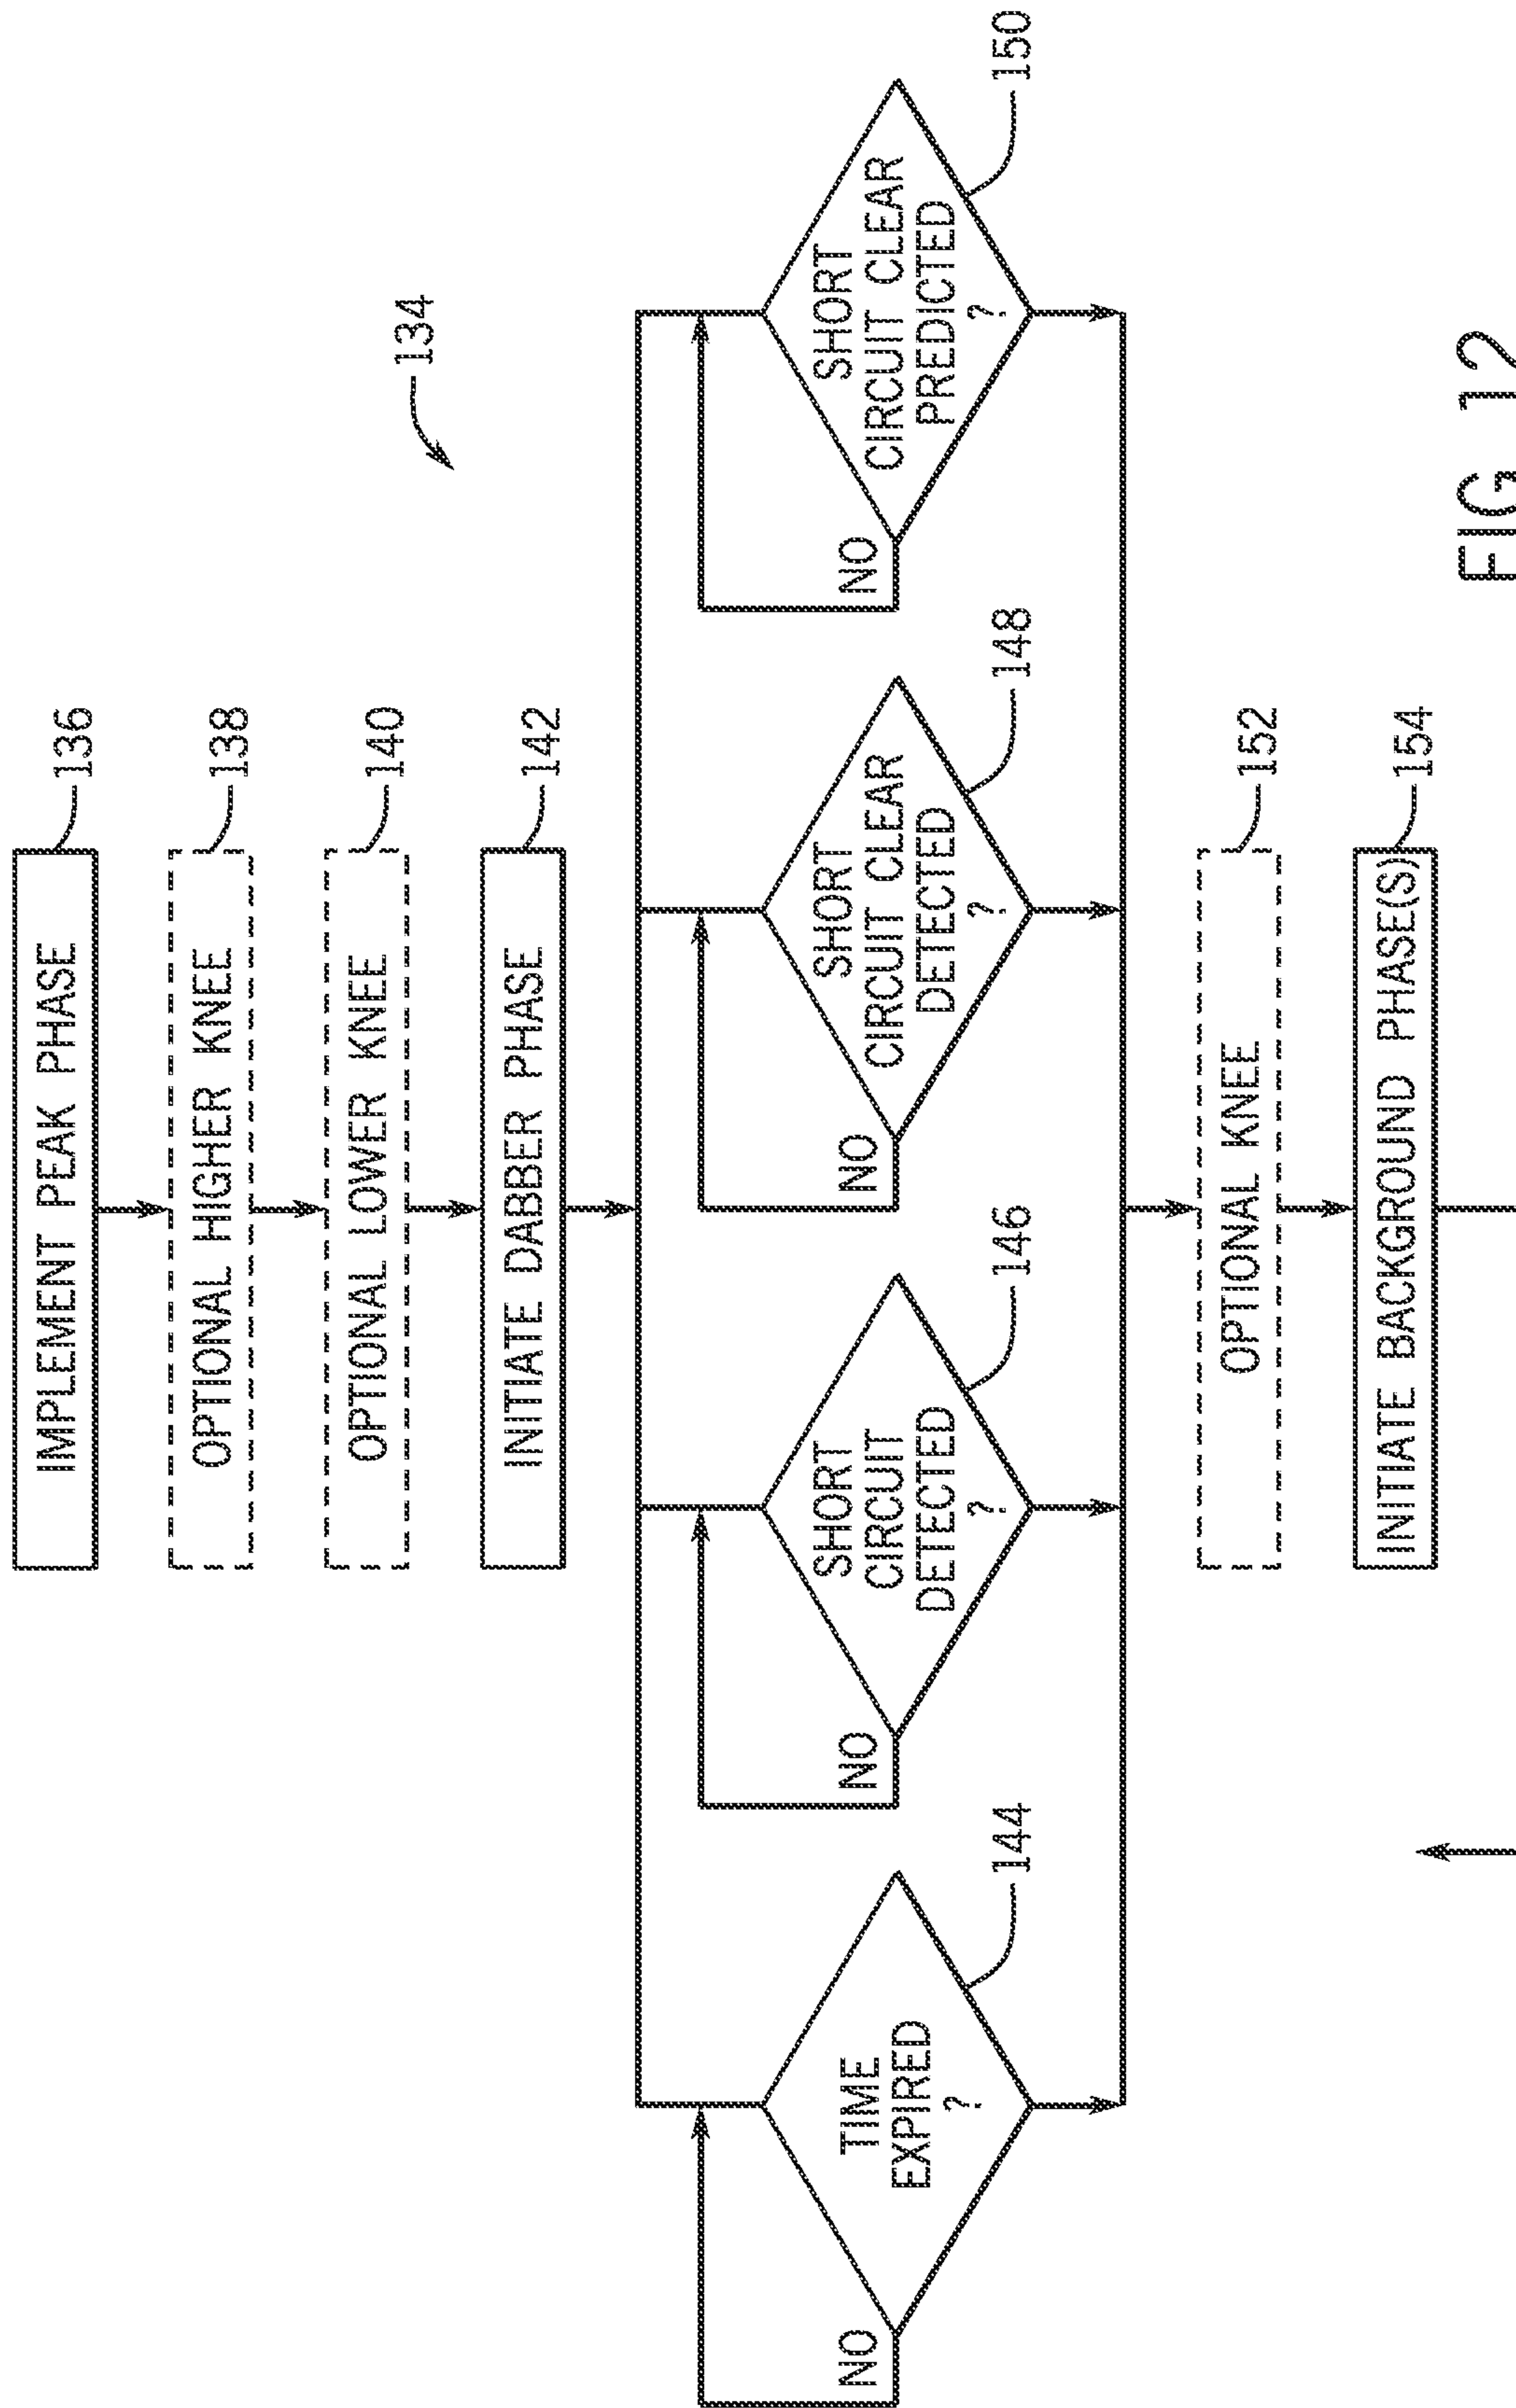 134
IMPLEMENT PEAK PHASE
136
OPTIONAL HIGHER KNEE
138
OPTIONAL LOWER KNEE
140
INITIATE DABBER PHASE
142
NO
TIME
EXPIRED
?
144
NO
SHORT
CIRCUIT
DETECTED
?
146
NO
SHORT
CIRCUIT CLEAR
DETECTED
?
148
NO
SHORT
CIRCUIT CLEAR
PREDICTED
?
150
OPTIONAL KNEE
152
INITIATE BACKGROUND PHASE(S)
154
FIG 12